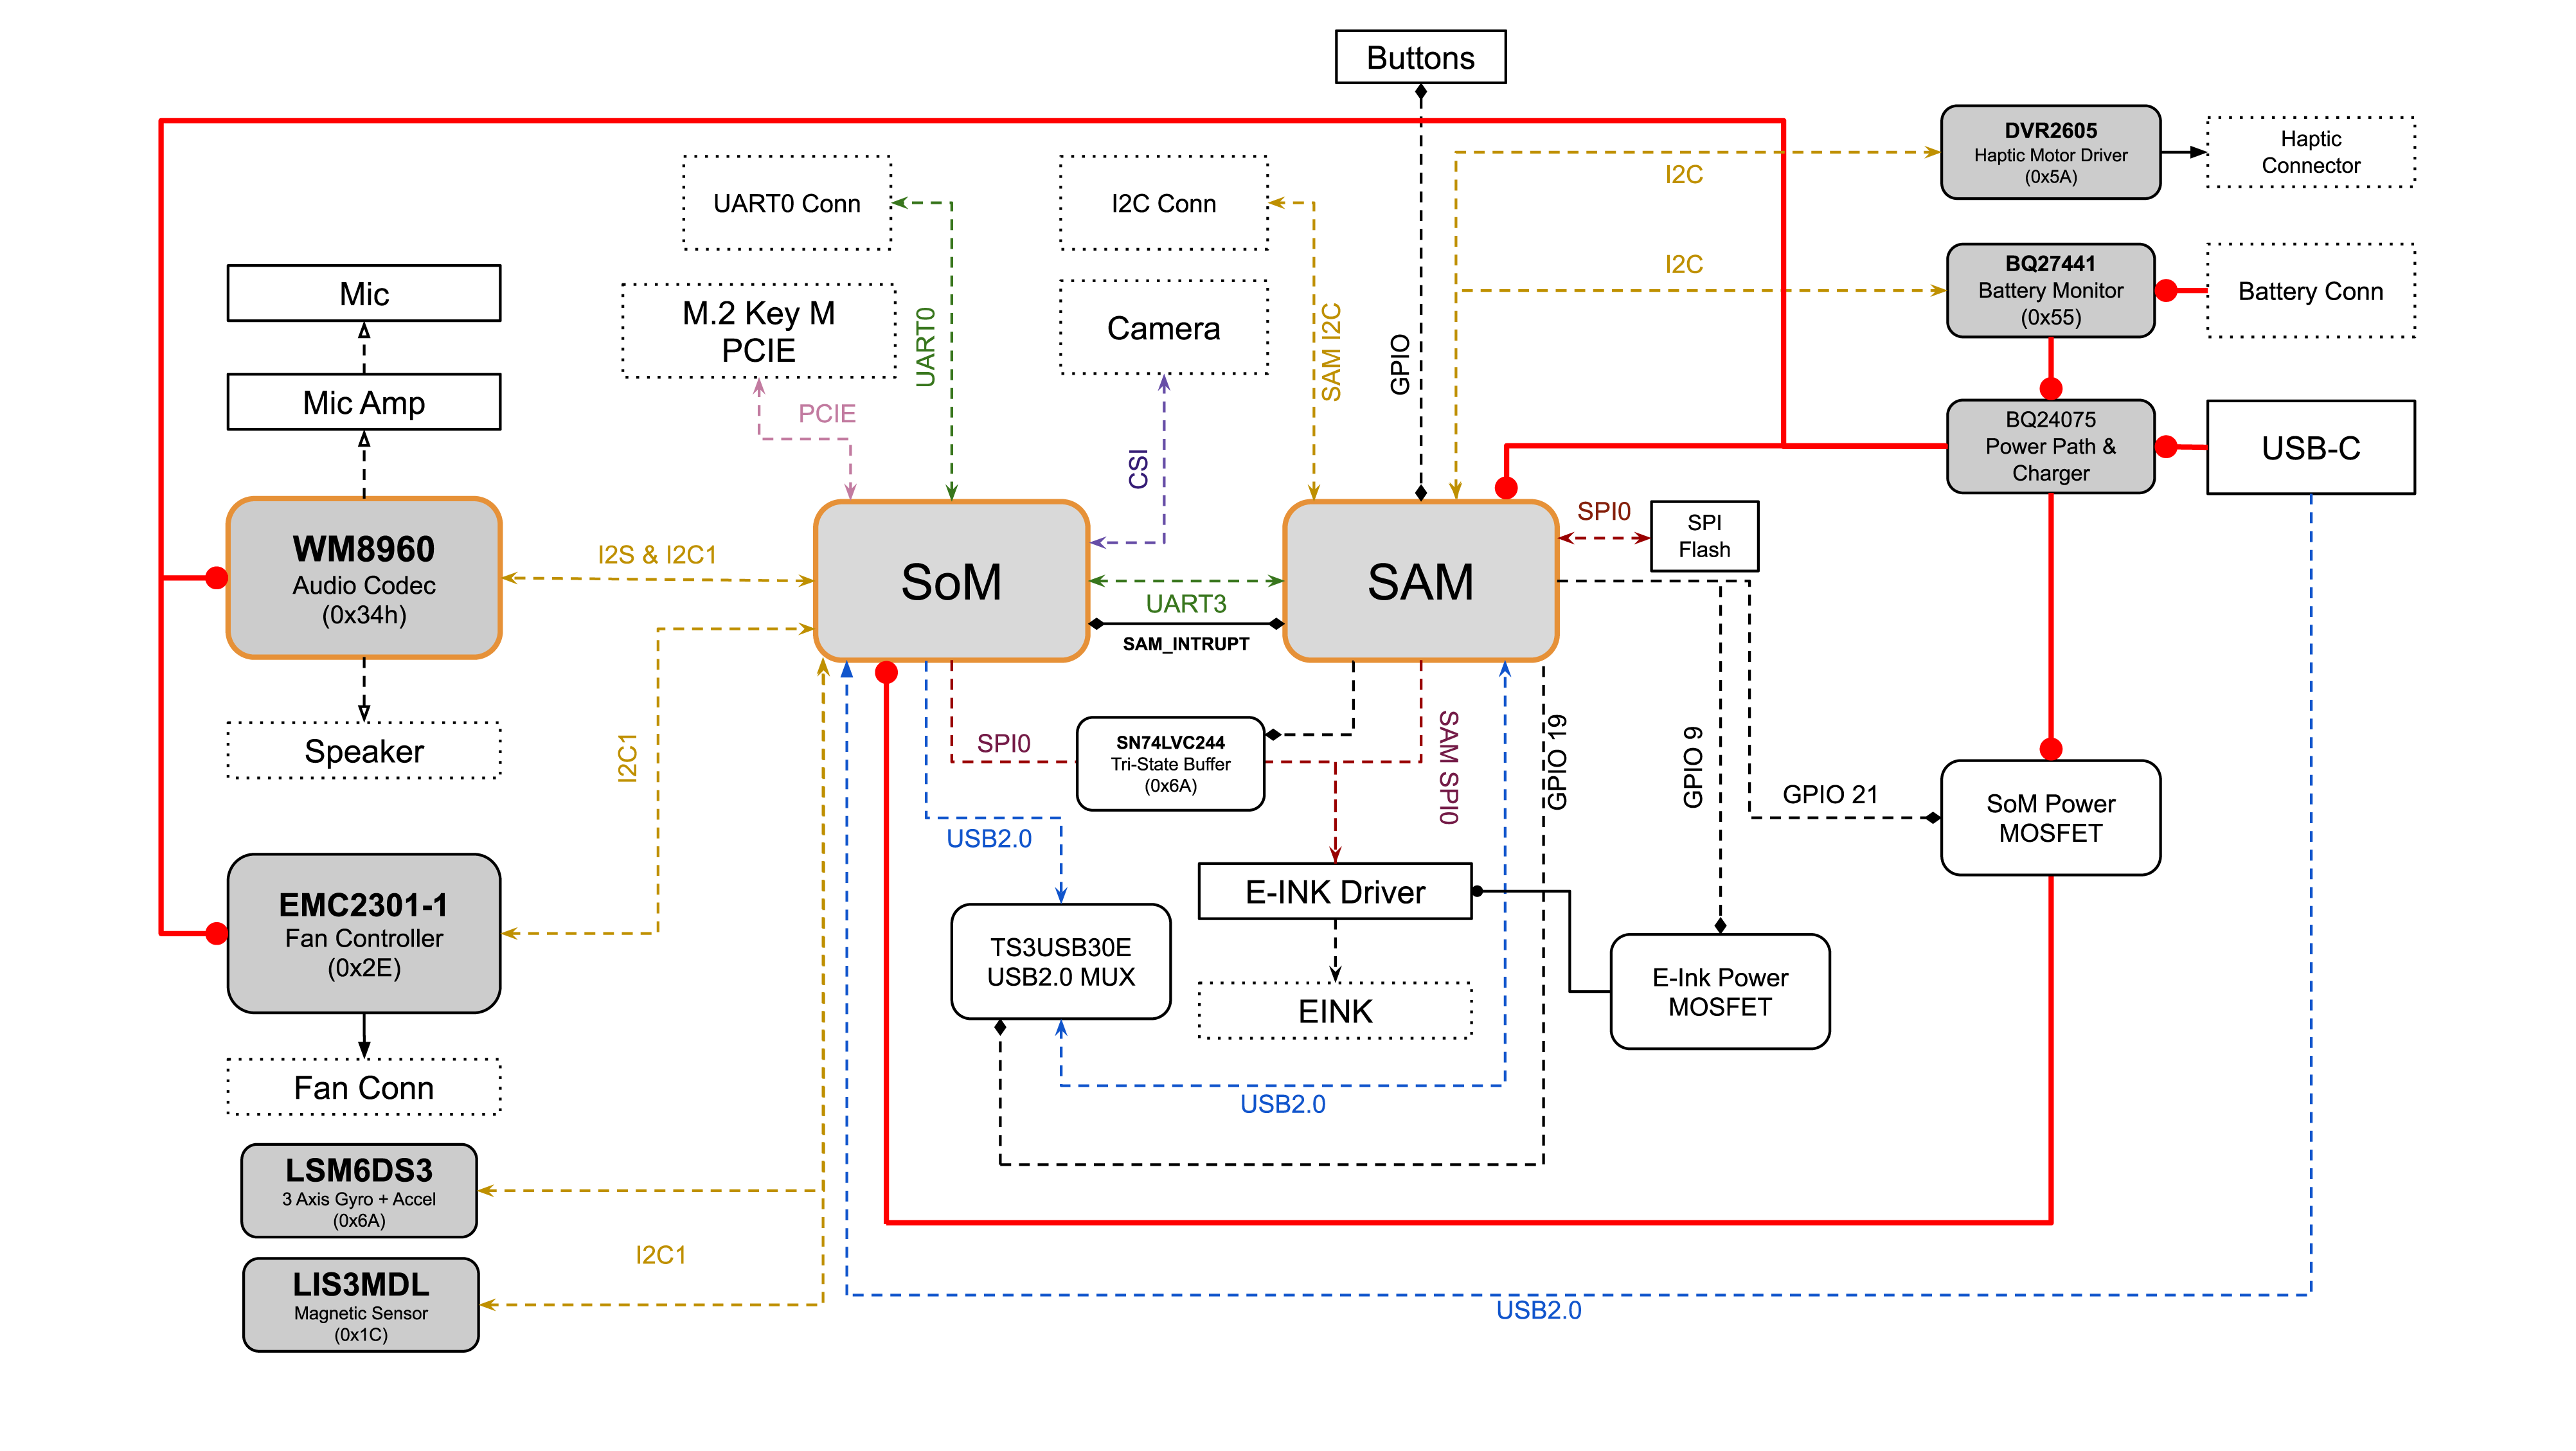 Buttons
DVR2605
Haptic Motor Driver
(0x5A)
Haptic
Connector
I2C
UART0 Conn
I2C Conn
BQ27441
Battery Monitor
(0x55)
Battery Conn
I2C
Mic
M.2 Key M
PCIE
Camera
UART0
SAM I2C
GPIO
Mic Amp
PCIE
CSI
BQ24075
Power Path &
Charger
USB-C
WM8960
Audio Codec
(0x34h)
I2S & I2C1
SoM
SAM
SPI0
SPI
Flash
UART3
SAM_INTRUPT
Speaker
I2C1
SPI0
SN74LVC244
Tri-State Buffer
(0x6A)
SAM SPI0
GPIO 19
GPIO 9
GPIO 21
SoM Power
MOSFET
USB2.0
EMC2301-1
Fan Controller
(0x2E)
E-INK Driver
TS3USB30E
USB2.0 MUX
E-Ink Power
MOSFET
EINK
Fan Conn
USB2.0
LSM6DS3
3 Axis Gyro + Accel
(0x6A)
I2C1
LIS3MDL
Magnetic Sensor
(0x1C)
USB2.0